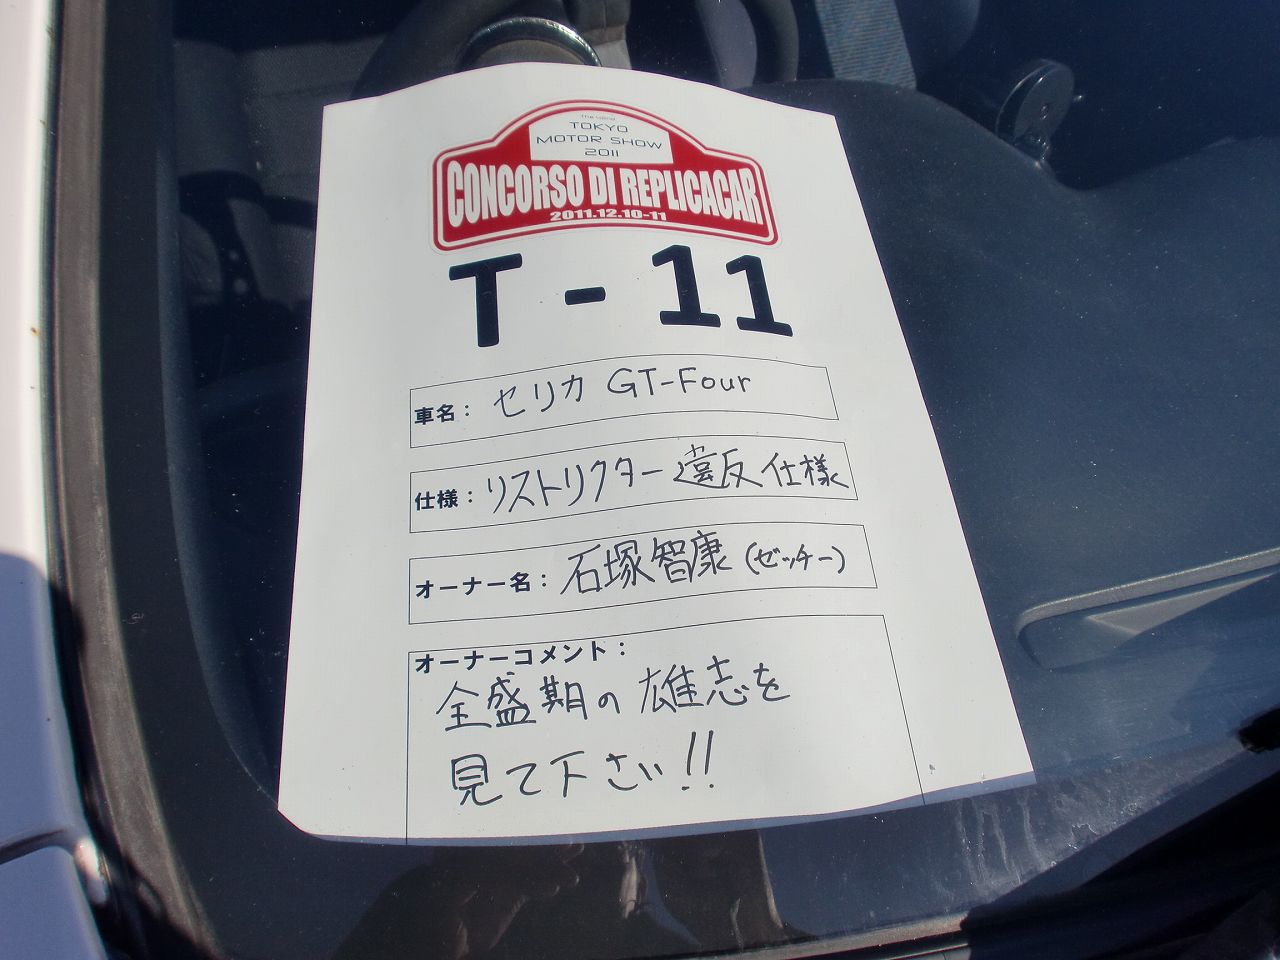 The 42nd
TOKYO
MOTOR SHOW
2011
CONCORSO DI REPLICACAR
2011.12.10-11
T - 11
車名： セリカ GT-Four
仕様： リストリクター違反仕様
オーナー名： 石塚智康(ゼッチー)
オーナーコメント：
全盛期の雄志を
見て下さい!!